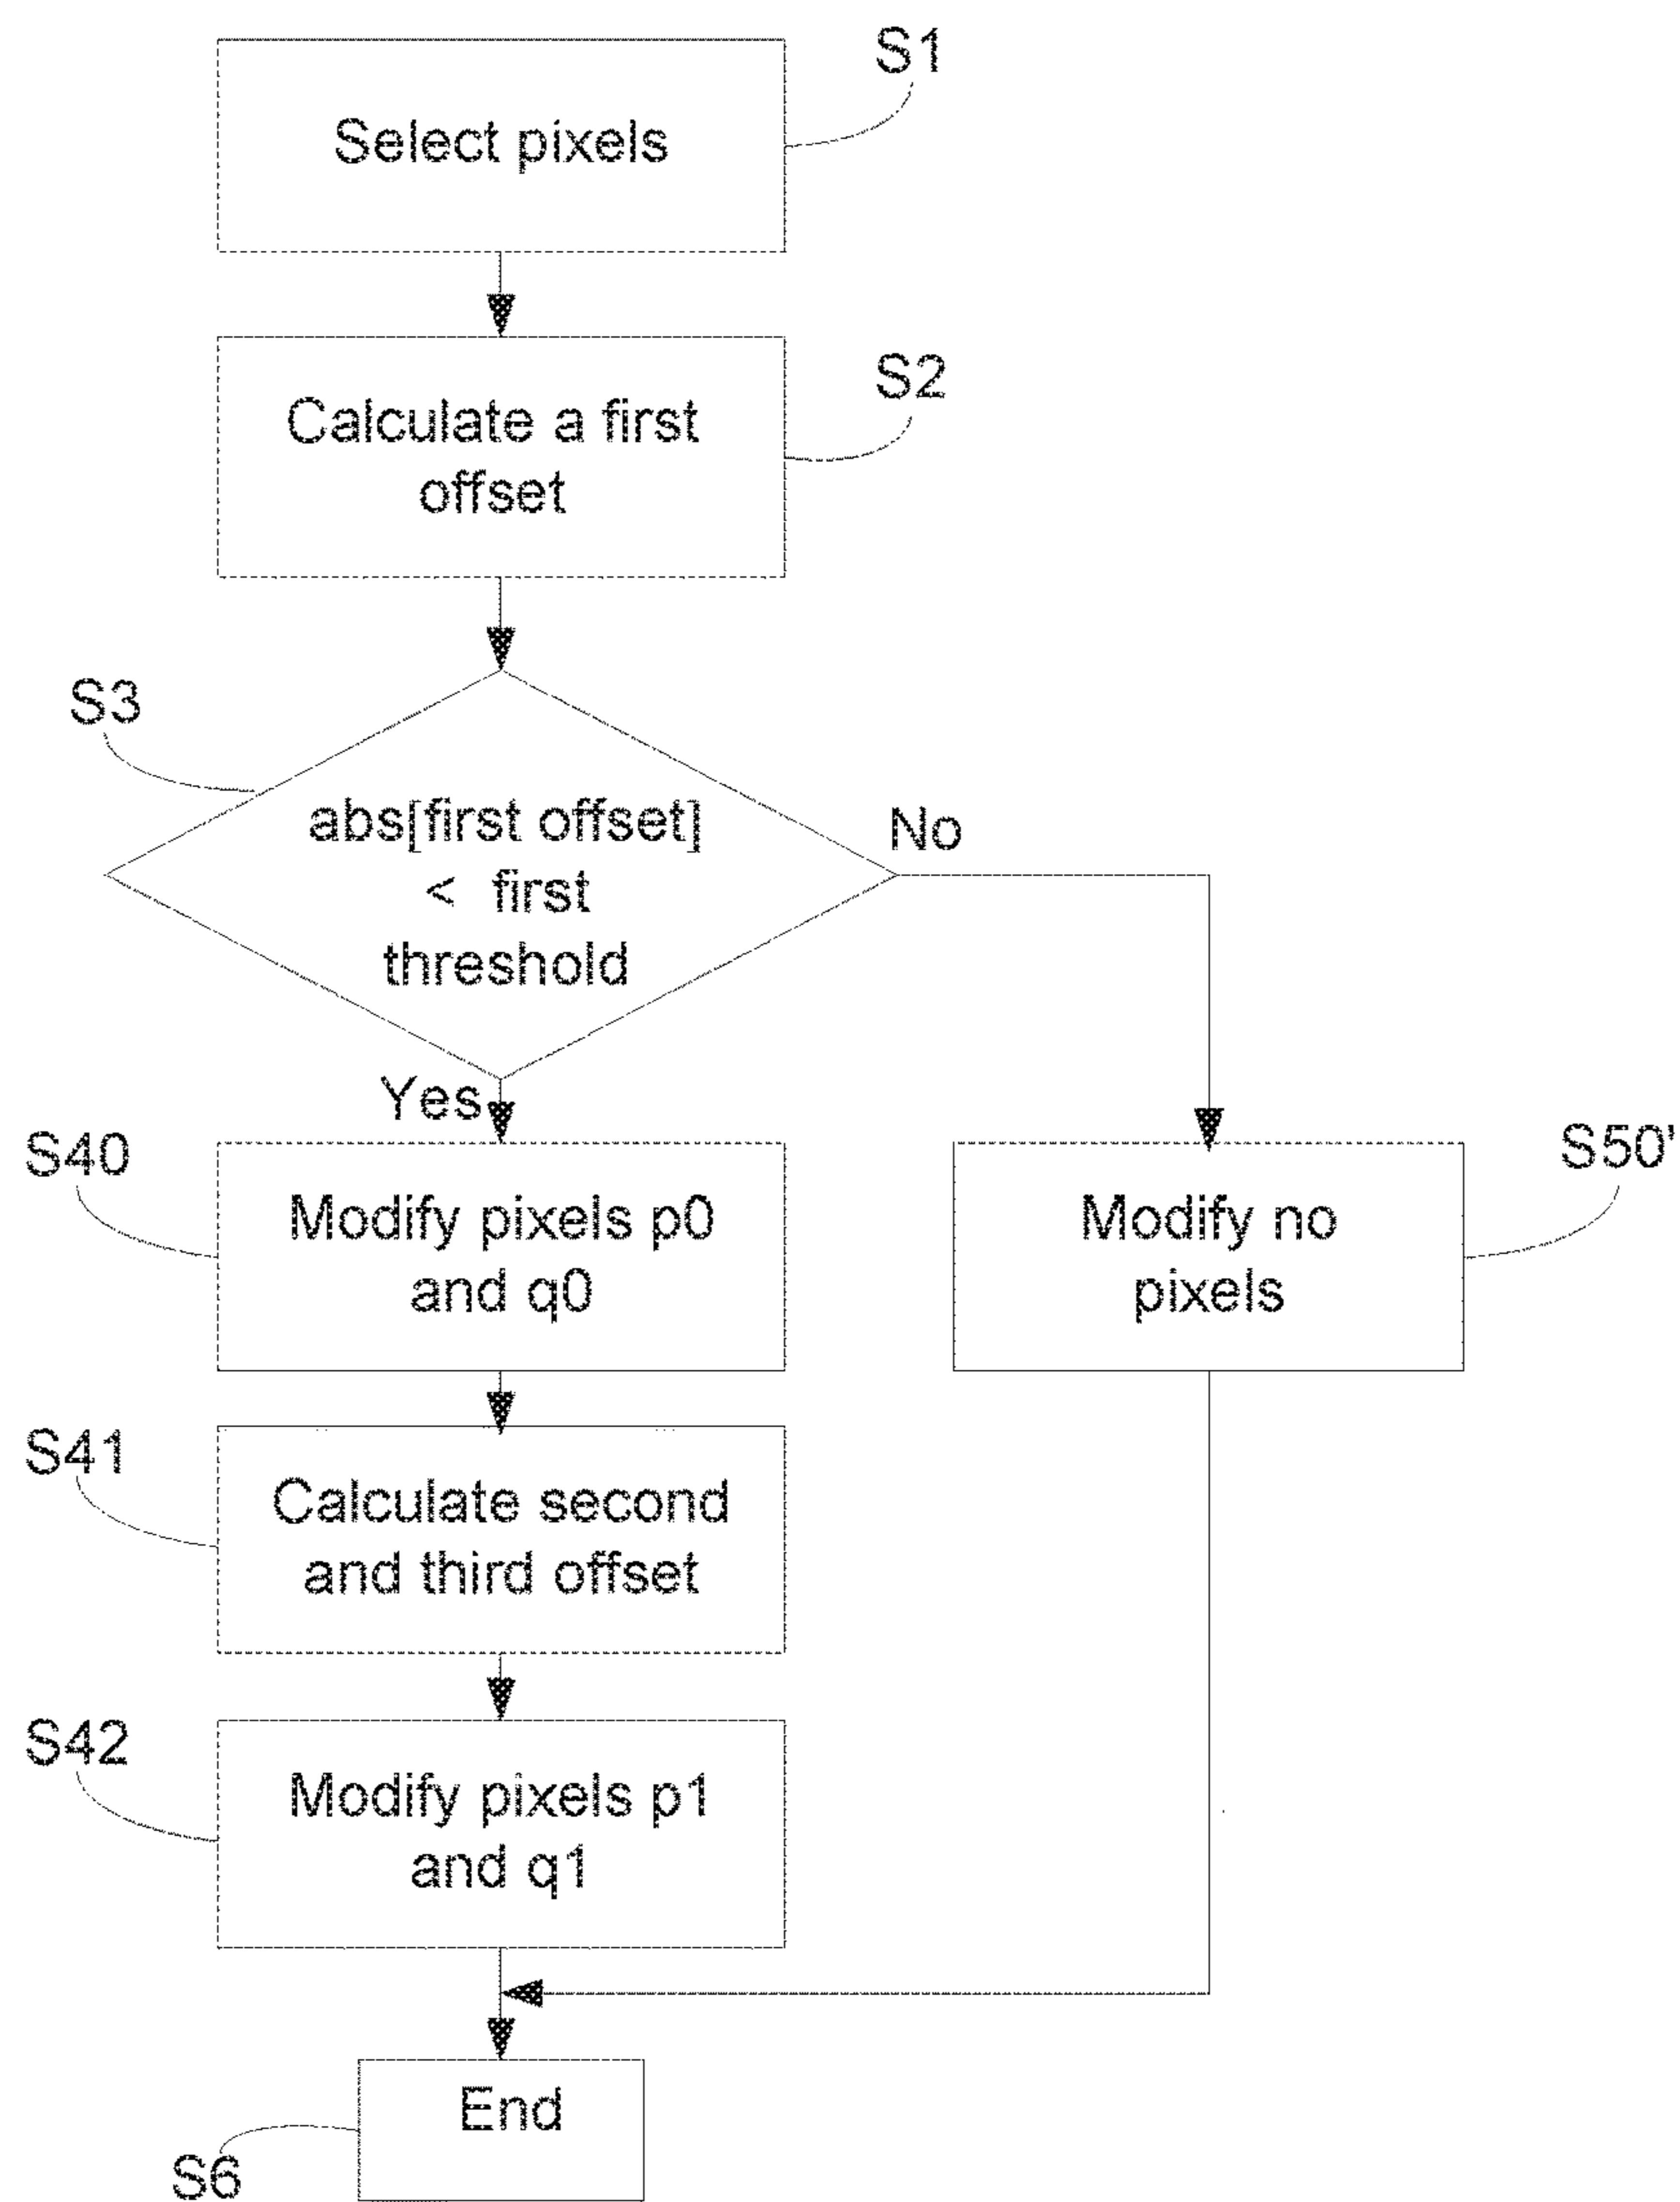 S1
Select pixels
S2
Calculate a first
offset
S3
abs[first offset]
< first
threshold
No
Yes
S40
Modify pixels p0
and q0
S50'
Modify no
pixels
S41
Calculate second
and third offset
S42
Modify pixels p1
and q1
End
S6